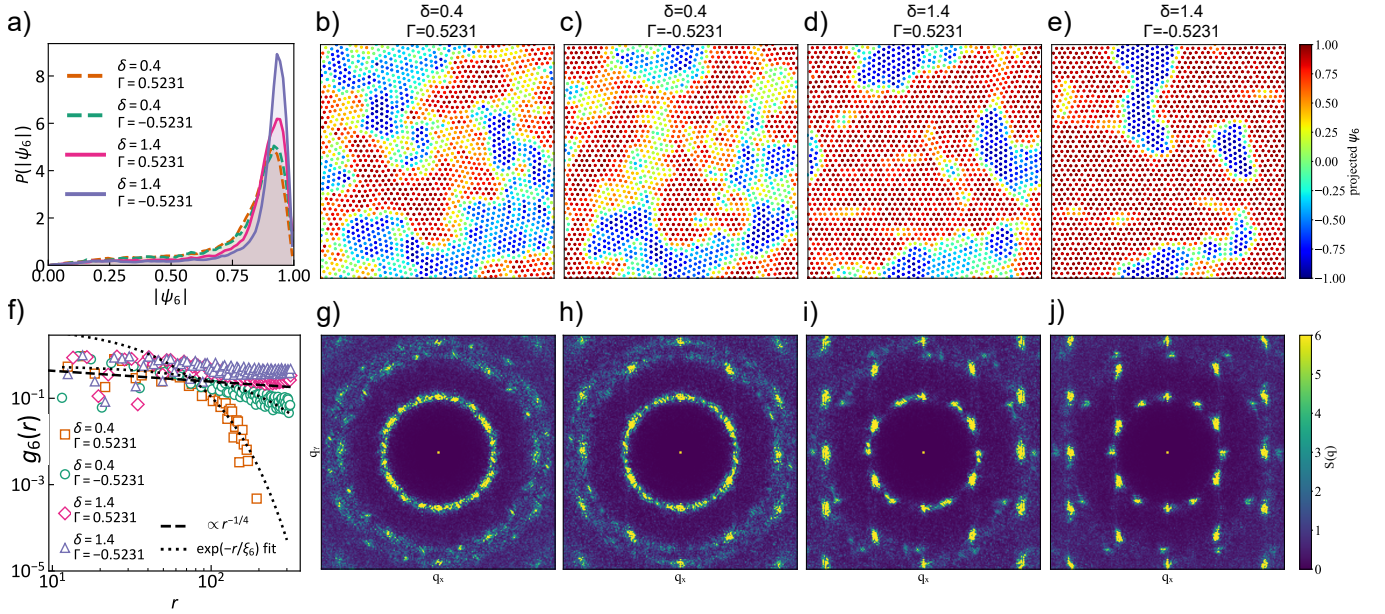 a)
b)
c)
d)
e)
δ=0.4
Γ=0.5231
δ=0.4
Γ=-0.5231
δ=1.4
Γ=0.5231
δ=1.4
Γ=-0.5231
P(|ψ₆|)
8
6
4
2
0
δ = 0.4
Γ = 0.5231
δ = 0.4
Γ = −0.5231
δ = 1.4
Γ = 0.5231
δ = 1.4
Γ = −0.5231
0.00
0.25
0.50
0.75
1.00
|ψ₆|
1.00
0.75
0.50
0.25
0.00
−0.25
−0.50
−0.75
−1.00
projected ψ₆
f)
g)
h)
i)
j)
g₆(r)
10⁻¹
10⁻³
10⁻⁵
δ = 0.4
Γ = 0.5231
δ = 0.4
Γ = −0.5231
δ = 1.4
Γ = 0.5231
δ = 1.4
Γ = −0.5231
∝ r⁻¹/⁴
exp(−r/ξ₆) fit
10¹
10²
r
qᵧ
qₓ
qₓ
qₓ
qₓ
6
5
4
3
2
1
0
S(q)